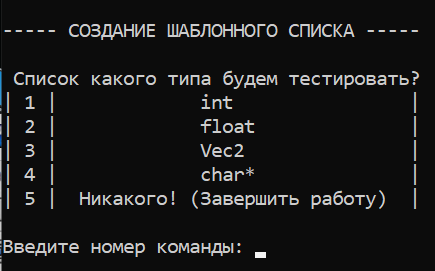 ----- СОЗДАНИЕ ШАБЛОННОГО СПИСКА -----
Список какого типа будем тестировать?
| 1 | int |
| 2 | float |
| 3 | Vec2 |
| 4 | char* |
| 5 | Никакого! (Завершить работу) |
Введите номер команды: